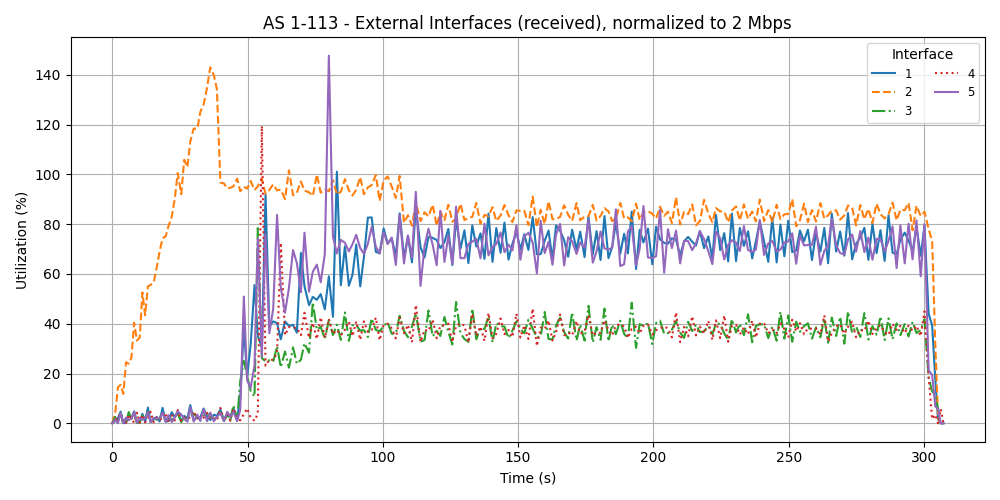 AS 1-113 - External Interfaces (received), normalized to 2 Mbps
Utilization (%)
140
120
100
80
60
40
20
0
0 50 100 150 200 250 300
Time (s)
Interface
1 4
2 5
3